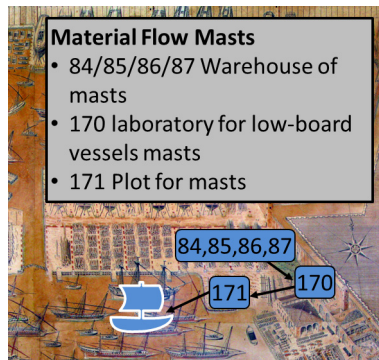 Material Flow Masts
• 84/85/86/87 Warehouse of
masts
• 170 laboratory for low-board
vessels masts
• 171 Plot for masts
84,85,86,87
171
170